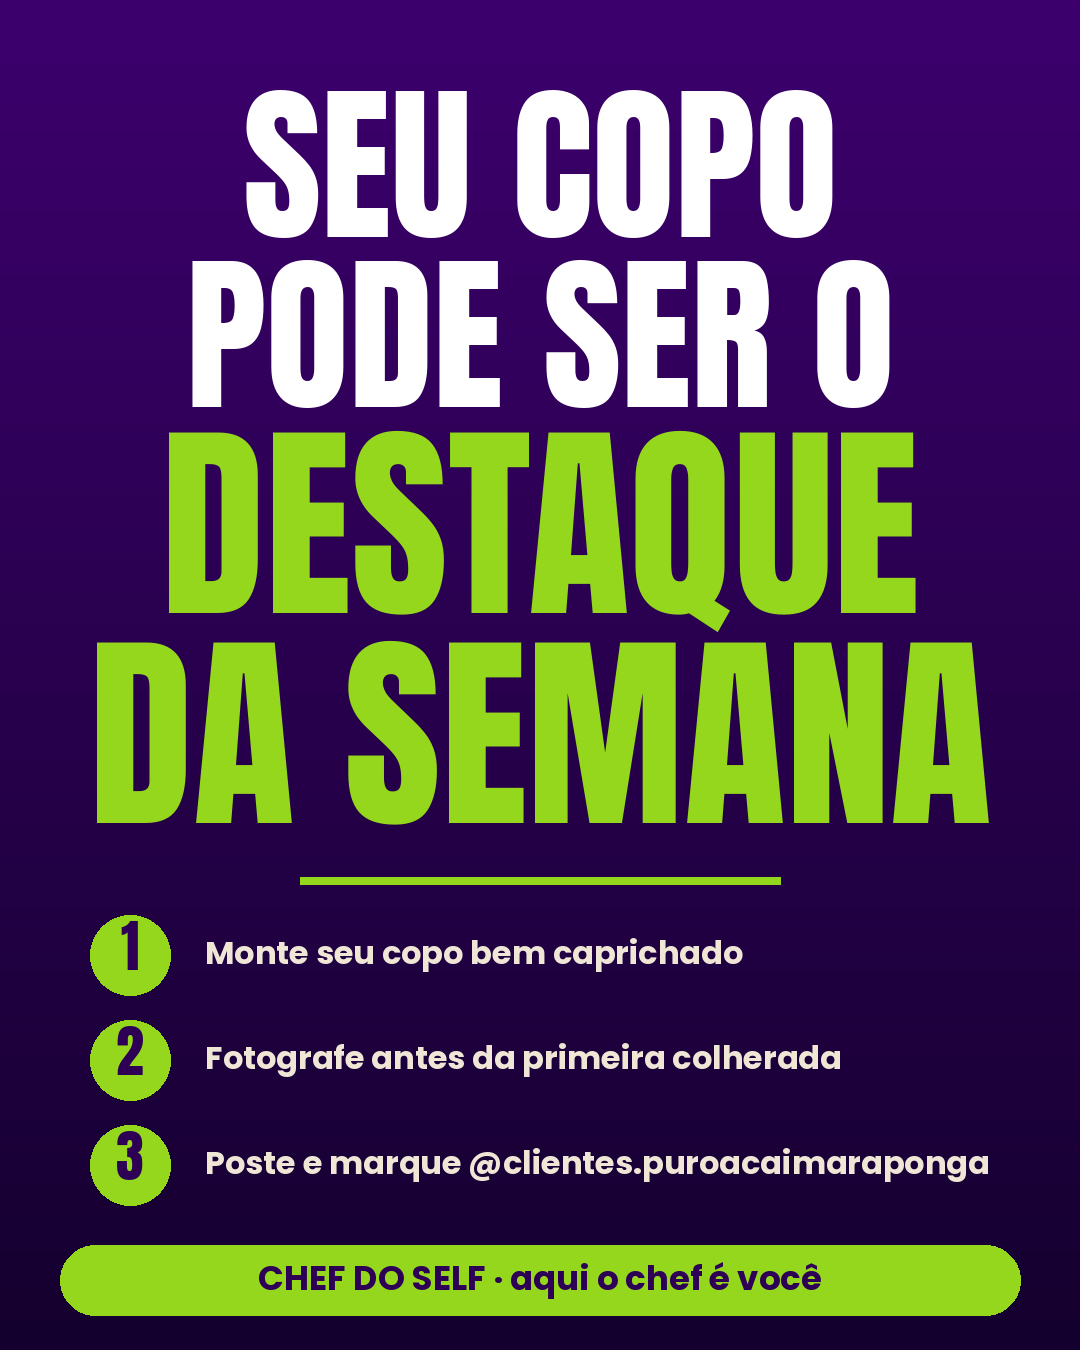 SEU COPO
PODE SER O
DESTAQUE
DA SEMANA
1 Monte seu copo bem caprichado
2 Fotografe antes da primeira colherada
3 Poste e marque @clientes.puroacaimaraponga
CHEF DO SELF · aqui o chef é você